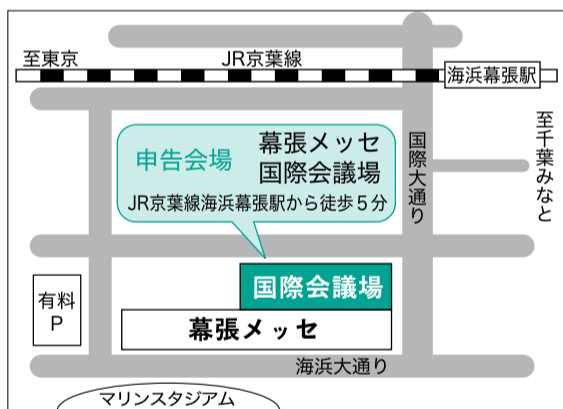 至東京
JR京葉線
海浜幕張駅
至千葉みなと
国際大通り
申告会場
幕張メッセ
国際会議場
JR京葉線海浜幕張駅から徒歩5分
国際会議場
幕張メッセ
有料
P
海浜大通り
マリンスタジアム